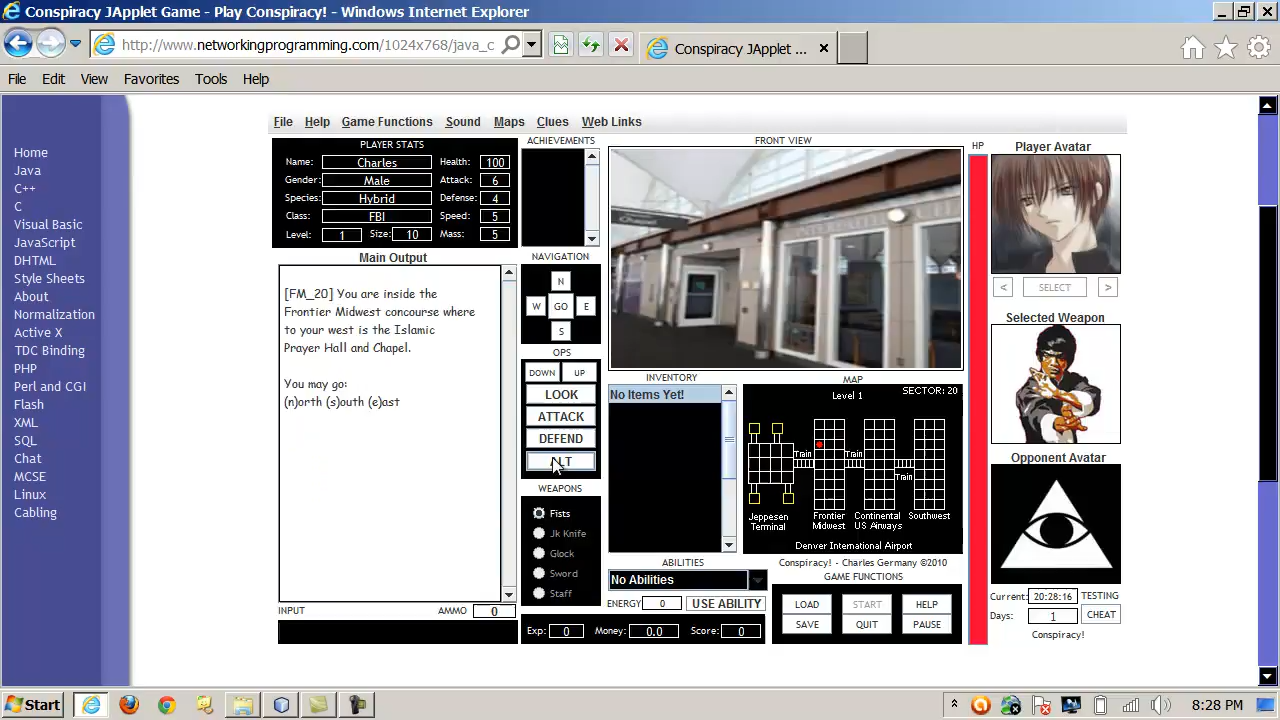 Conspiracy JApplet Game - Play Conspiracy! - Windows Internet Explorer
http://www.networkingprogramming.com/1024x768/java_c
Conspiracy JApplet ...
File Edit View Favorites Tools Help
Home
Java
C++
C
Visual Basic
JavaScript
DHTML
Style Sheets
About
Normalization
Active X
TDC Binding
PHP
Perl and CGI
Flash
XML
SQL
Chat
MCSE
Linux
Cabling
File Help Game Functions Sound Maps Clues Web Links
PLAYER STATS
Name: Charles Health: 100
Gender: Male Attack: 6
Species: Hybrid Defense: 4
Class: FBI Speed: 5
Level: 1 Size: 10 Mass: 5
Main Output
[FM_20] You are inside the
Frontier Midwest concourse where
to your west is the Islamic
Prayer Hall and Chapel.
You may go:
(n)orth (s)outh (e)ast
INPUT AMMO 0
ACHIEVEMENTS
NAVIGATION
N
W GO E
S
OPS
DOWN UP
LOOK
ATTACK
DEFEND
ALT
WEAPONS
Fists
Jk Knife
Glock
Sword
Staff
Exp: 0 Money: 0.0 Score: 0
FRONT VIEW
Chapel
INVENTORY
No Items Yet!
ABILITIES
No Abilities
ENERGY 0 USE ABILITY
MAP
Level 1 SECTOR: 20
Train Train
Train
Jeppesen Terminal
Frontier Midwest
Continental US Airways
Southwest
Denver International Airport
Conspiracy! - Charles Germany ©2010
GAME FUNCTIONS
LOAD START HELP
SAVE QUIT PAUSE
HP
Player Avatar
< SELECT >
Selected Weapon
Opponent Avatar
Current: 20:28:16 TESTING
Days: 1 CHEAT
Conspiracy!
Start
8:28 PM